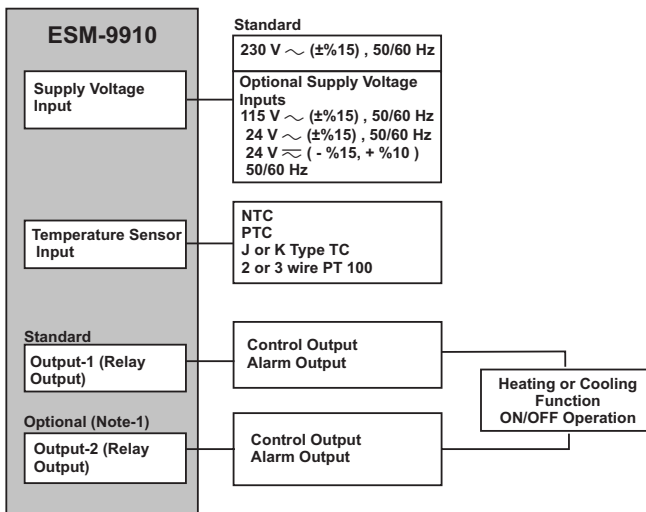 ESM-9910
Standard
230 V ~ (±%15) , 50/60 Hz
Supply Voltage
Input
Optional Supply Voltage
Inputs
115 V ~ (±%15) , 50/60 Hz
24 V ~ (±%15) , 50/60 Hz
24 V ⎓~ ( - %15, + %10 )
50/60 Hz
Temperature Sensor
Input
NTC
PTC
J or K Type TC
2 or 3 wire PT 100
Standard
Output-1 (Relay
Output)
Control Output
Alarm Output
Heating or Cooling
Function
ON/OFF Operation
Optional (Note-1)
Output-2 (Relay
Output)
Control Output
Alarm Output